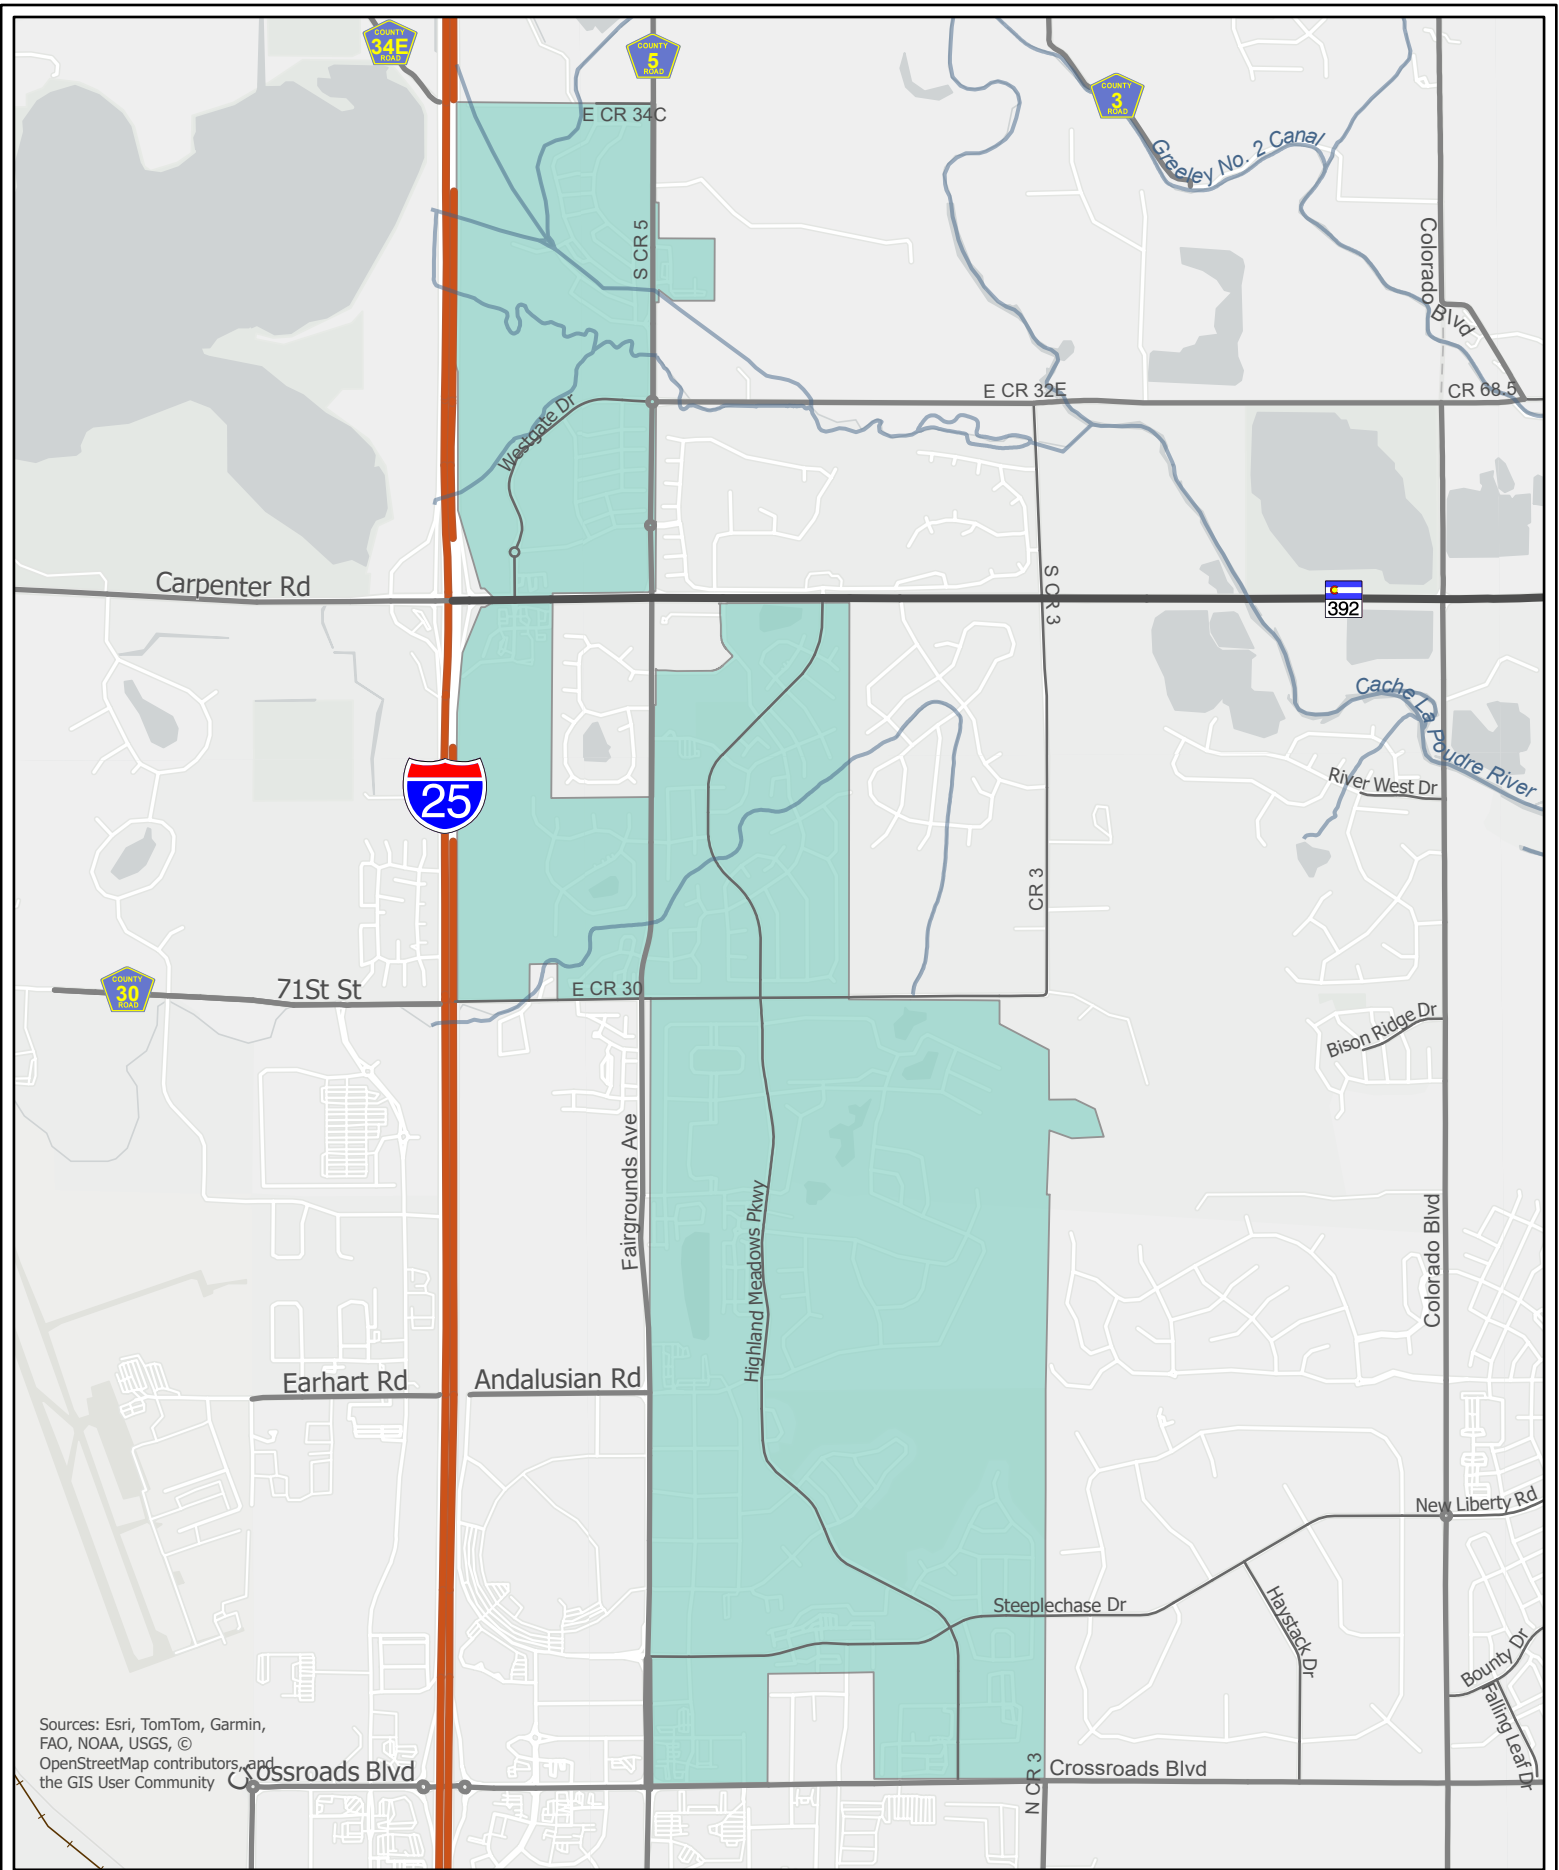 COUNTY
34E
ROAD
COUNTY
5
ROAD
COUNTY
3
ROAD
E CR 34C
Greeley No. 2 Canal
S CR 5
Colorado Blvd
E CR 32E
CR 68.5
Westgate Dr
Carpenter Rd
S CR 3
392
Cache La Poudre River
River West Dr
25
CR 3
COUNTY
30
ROAD
71St St
E CR 30
Bison Ridge Dr
Fairgrounds Ave
Highland Meadows Pkwy
Colorado Blvd
Earhart Rd
Andalusian Rd
New Liberty Rd
Steeplechase Dr
Haystack Dr
Bounty Dr
Falling Leaf Dr
Sources: Esri, TomTom, Garmin,
FAO, NOAA, USGS, ©
OpenStreetMap contributors, and
the GIS User Community
Crossroads Blvd
N CR 3
Crossroads Blvd